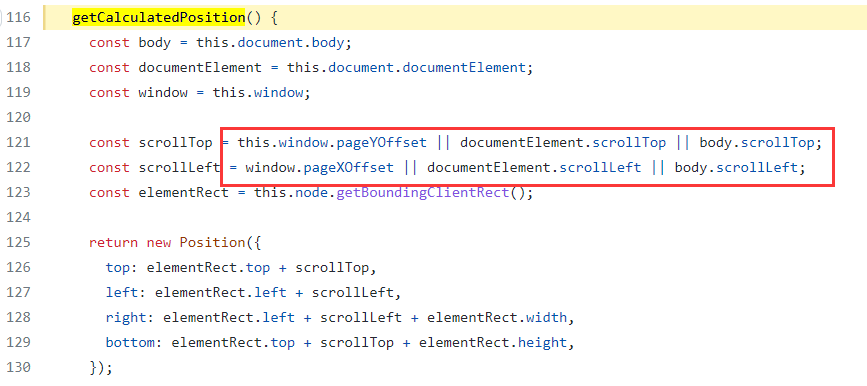 116 getCalculatedPosition() {
117 const body = this.document.body;
118 const documentElement = this.document.documentElement;
119 const window = this.window;
120
121 const scrollTop = this.window.pageYOffset || documentElement.scrollTop || body.scrollTop;
122 const scrollLeft = window.pageXOffset || documentElement.scrollLeft || body.scrollLeft;
123 const elementRect = this.node.getBoundingClientRect();
124
125 return new Position({
126 top: elementRect.top + scrollTop,
127 left: elementRect.left + scrollLeft,
128 right: elementRect.left + scrollLeft + elementRect.width,
129 bottom: elementRect.top + scrollTop + elementRect.height,
130 });